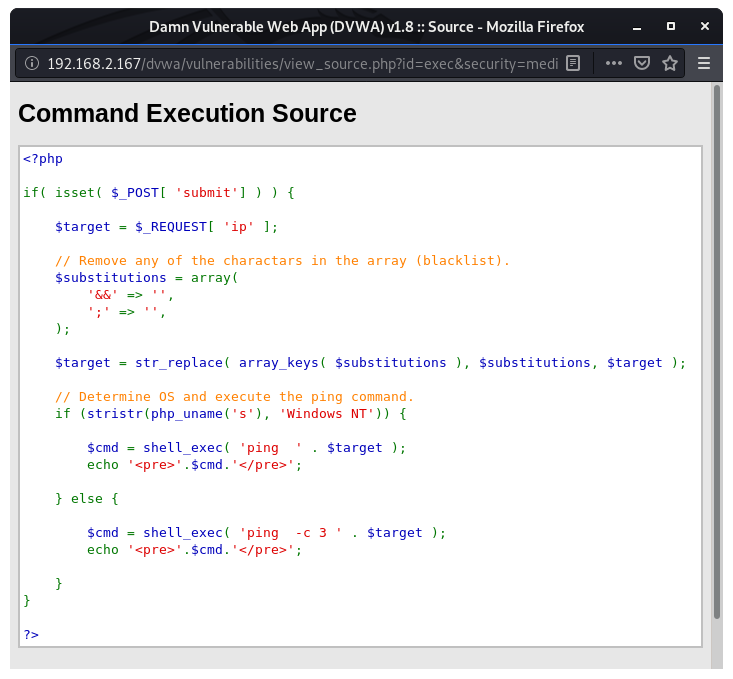 Damn Vulnerable Web App (DVWA) v1.8 :: Source - Mozilla Firefox
192.168.2.167/dvwa/vulnerabilities/view_source.php?id=exec&security=medi
Command Execution Source
<?php
if( isset( $_POST[ 'submit'] ) ) {
    $target = $_REQUEST[ 'ip' ];
    // Remove any of the charactars in the array (blacklist).
    $substitutions = array(
        '&&' => '',
        ';' => '',
    );
    $target = str_replace( array_keys( $substitutions ), $substitutions, $target );
    // Determine OS and execute the ping command.
    if (stristr(php_uname('s'), 'Windows NT')) {
        $cmd = shell_exec( 'ping  ' . $target );
        echo '<pre>'.$cmd.'</pre>';
    } else {
        $cmd = shell_exec( 'ping  -c 3 ' . $target );
        echo '<pre>'.$cmd.'</pre>';
    }
}
?>